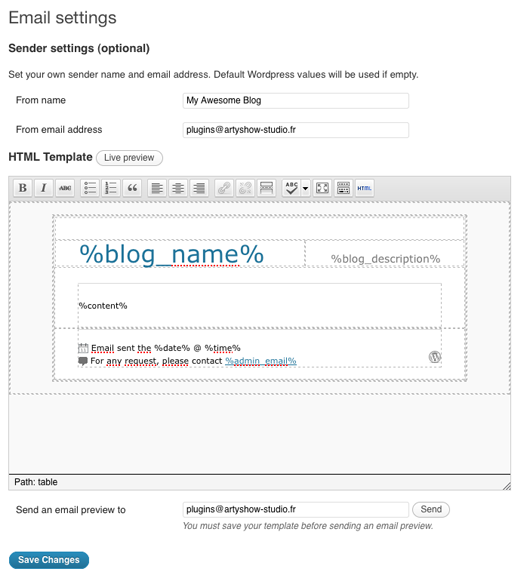 Email settings
Sender settings (optional)
Set your own sender name and email address. Default Wordpress values will be used if empty.
From name My Awesome Blog
From email address plugins@artyshow-studio.fr
HTML Template Live preview
B I ABC ABC HTML
%blog_name% %blog_description%
%content%
Email sent the %date% @ %time%
For any request, please contact %admin_email%
Path: table
Send an email preview to plugins@artyshow-studio.fr Send
You must save your template before sending an email preview.
Save Changes